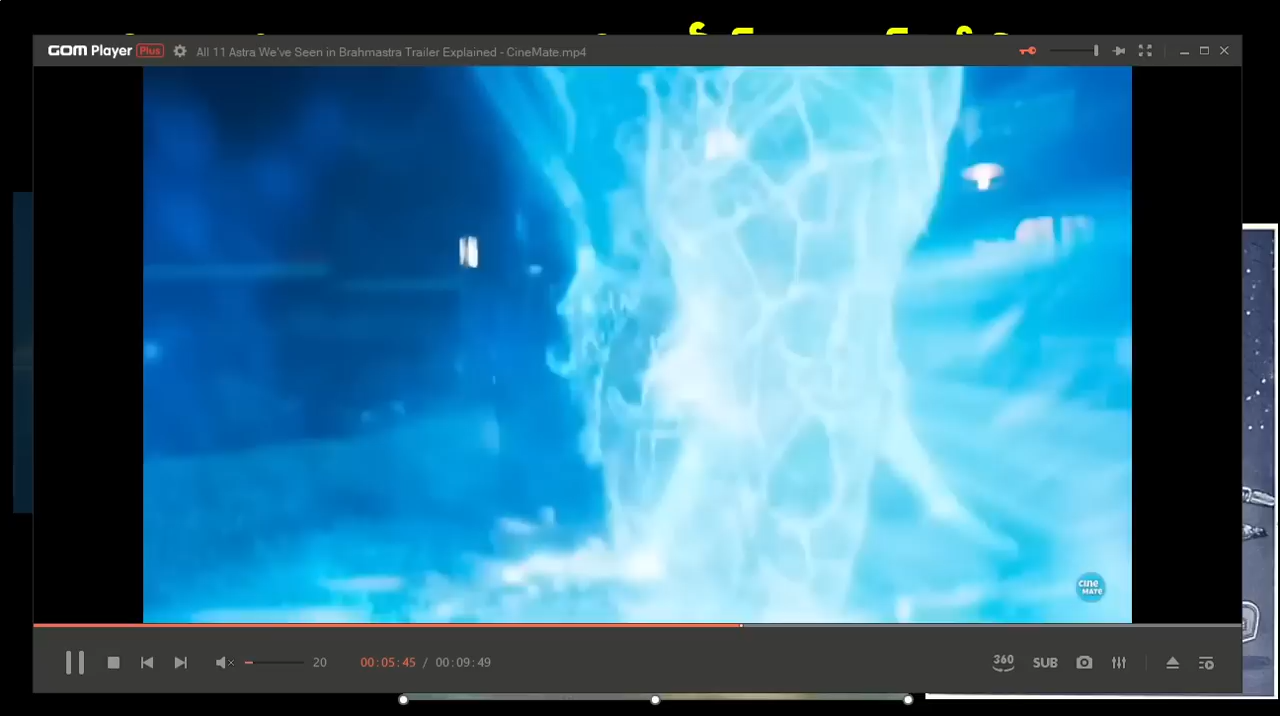 GOM Player Plus All 11 Astra We've Seen in Brahmastra Trailer Explained - CineMate.mp4
cine
MATE
20 00:05:45 / 00:09:49 360 SUB